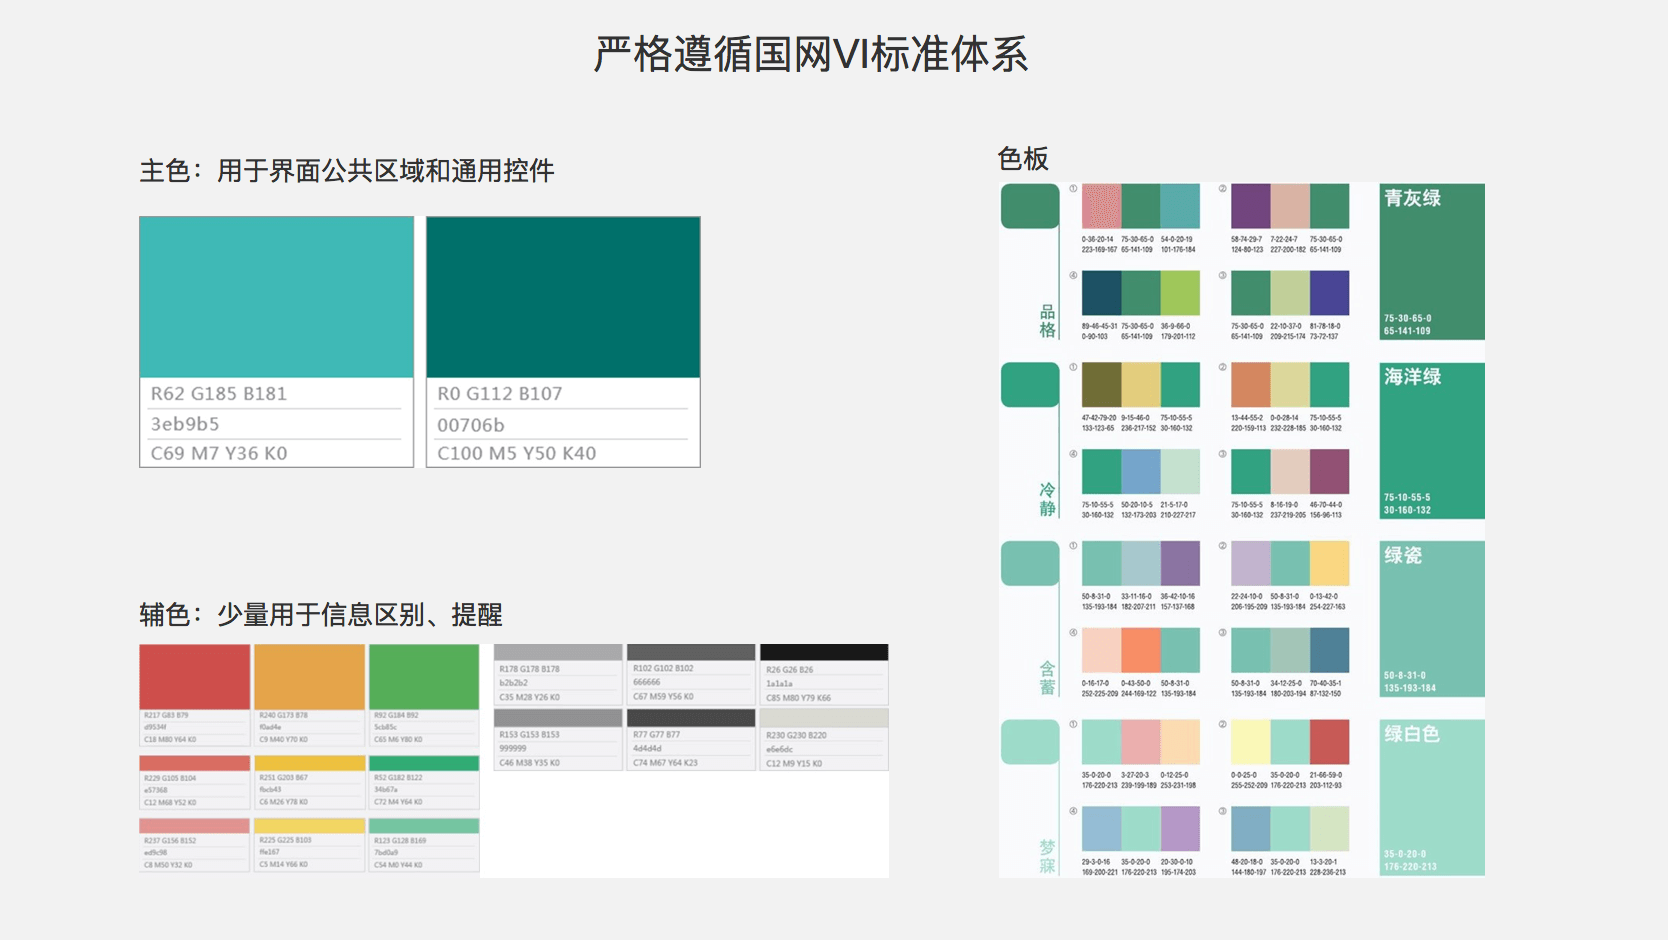 严格遵循国网VI标准体系
主色：用于界面公共区域和通用控件
R62 G185 B181
3eb9b5
C69 M7 Y36 K0
R0 G112 B107
00706b
C100 M5 Y50 K40
辅色：少量用于信息区别、提醒
R217 G83 B79
d9534f
C18 M80 Y64 K0
R240 G173 B78
f0ad4e
C9 M40 Y70 K0
R92 G184 B92
5cb85c
C65 M6 Y80 K0
R229 G105 B104
e57368
C12 M68 Y52 K0
R251 G203 B67
fbcb43
C6 M26 Y78 K0
R52 G182 B122
34b67a
C72 M4 Y64 K0
R237 G156 B152
ed9c98
C8 M50 Y32 K0
R225 G225 B103
ffe167
C5 M14 Y66 K0
R123 G128 B169
7bd0a9
C54 M0 Y44 K0
R178 G178 B178
b2b2b2
C35 M28 Y26 K0
R102 G102 B102
666666
C67 M59 Y56 K0
R26 G26 B26
1a1a1a
C85 M80 Y79 K66
R153 G153 B153
999999
C46 M38 Y35 K0
R77 G77 B77
4d4d4d
C74 M67 Y64 K23
R230 G230 B220
e6e6dc
C12 M9 Y15 K0
色板
① ②
0-36-20-14 75-30-65-0 54-0-20-19 58-74-29-7 7-22-24-7 75-30-65-0
223-169-167 65-141-109 101-176-184 124-80-123 227-200-182 65-141-109
④ ③
89-46-45-31 75-30-65-0 36-9-66-0 75-30-65-0 22-10-37-0 81-78-18-0
0-90-103 65-141-109 179-201-112 65-141-109 209-215-174 73-72-137
品格
青灰绿
75-30-65-0
65-141-109
① ②
47-42-79-20 9-15-46-0 75-10-55-5 13-44-55-2 0-0-28-14 75-10-55-5
133-123-65 236-217-152 30-160-132 220-159-113 232-228-185 30-160-132
④ ③
75-10-55-5 50-20-10-5 21-5-17-0 75-10-55-5 8-16-19-0 46-70-44-0
30-160-132 132-173-203 210-227-217 30-160-132 237-219-205 156-96-113
冷静
海洋绿
75-10-55-5
30-160-132
① ②
50-8-31-0 33-11-16-0 36-42-10-16 22-24-10-0 50-8-31-0 0-13-42-0
135-193-184 182-207-211 157-137-168 206-195-209 135-193-184 254-227-163
④ ③
0-16-17-0 0-43-50-0 50-8-31-0 50-8-31-0 34-12-25-0 70-40-35-1
252-225-209 244-169-122 135-193-184 135-193-184 180-203-194 87-132-150
含蓄
绿瓷
50-8-31-0
135-193-184
① ②
35-0-20-0 3-27-20-3 0-12-25-0 0-0-25-0 35-0-20-0 21-66-59-0
176-220-213 239-199-189 253-231-198 255-252-209 176-220-213 203-112-93
④ ③
29-3-0-16 35-0-20-0 20-30-0-10 48-20-18-0 35-0-20-0 13-3-20-1
169-200-221 176-220-213 195-174-203 144-180-197 176-220-213 228-236-213
梦寐
绿白色
35-0-20-0
176-220-213